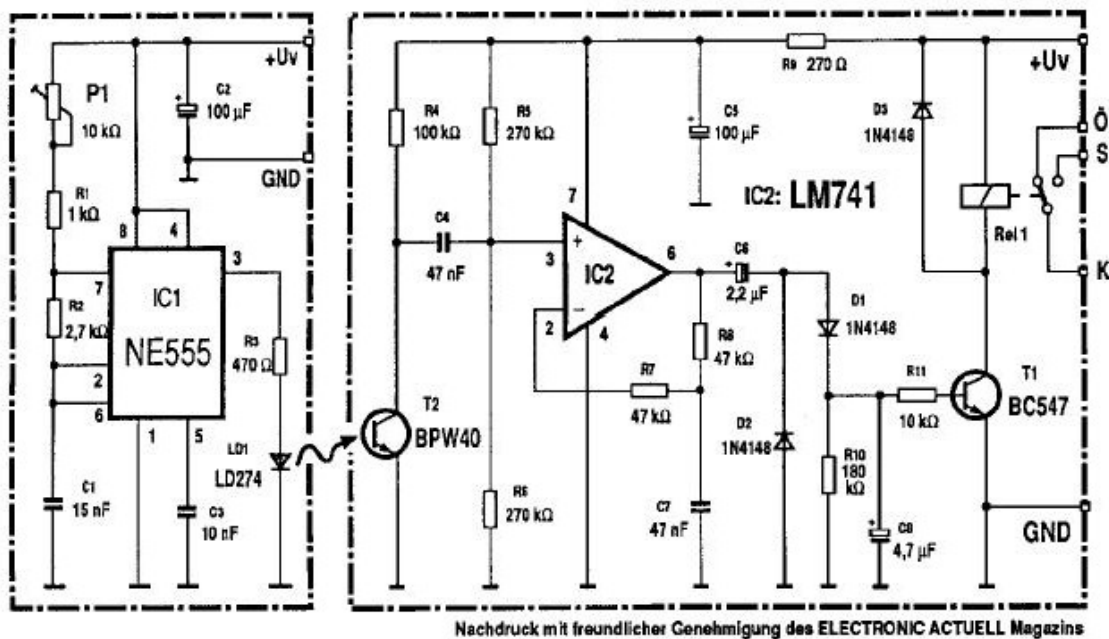 +Uv
P1
10 kΩ
C2
100 µF
GND
R1
1 kΩ
8
4
3
7
IC1
NE555
R2
2,7 kΩ
2
6
1
5
R3
470 Ω
LD1
LD274
C1
15 nF
C3
10 nF
R4
100 kΩ
R5
270 kΩ
C5
100 µF
R9 270 Ω
+Uv
D3
1N4148
Ö
S
K
IC2: LM741
Rel 1
C4
47 nF
7
3
+
IC2
6
−
2
4
C6
+
2,2 µF
D1
1N4148
R8
47 kΩ
R7
47 kΩ
R11
10 kΩ
T1
BC547
T2
BPW40
D2
1N4148
R10
180
kΩ
R6
270 kΩ
C7
47 nF
C8
4,7 µF
GND
Nachdruck mit freundlicher Genehmigung des ELECTRONIC ACTUELL Magazins